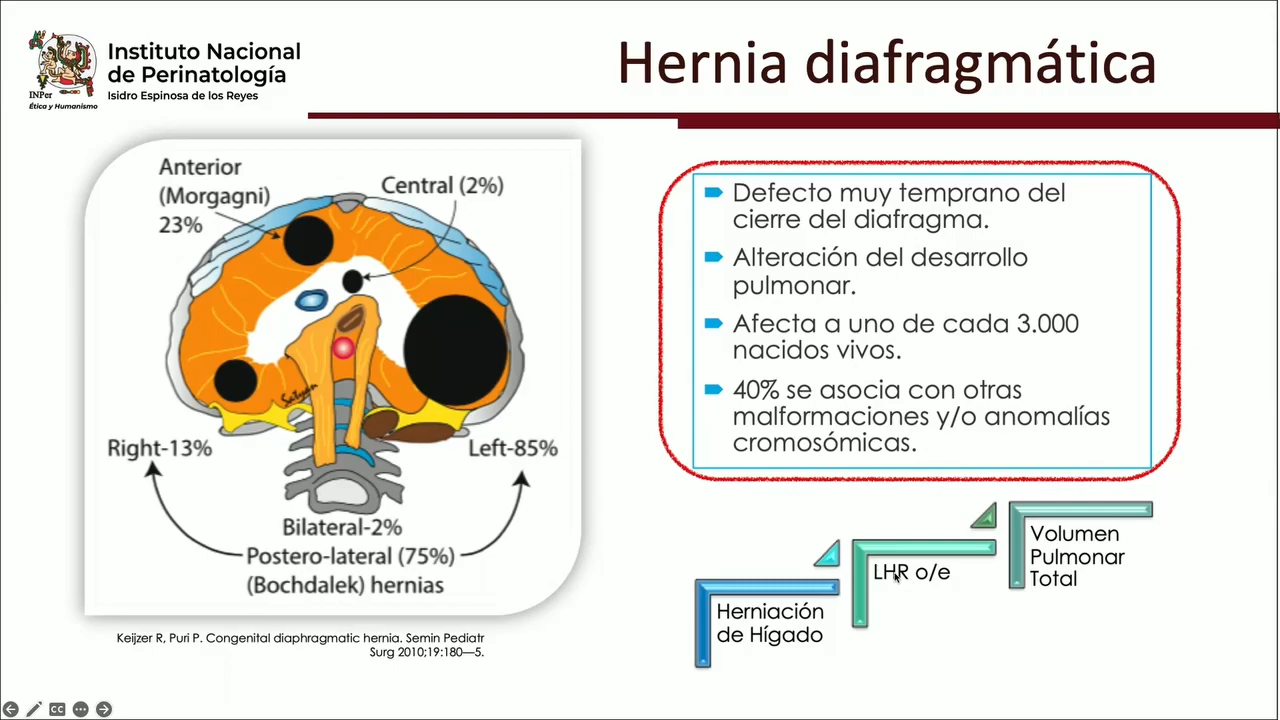 Instituto Nacional
de Perinatología
Isidro Espinosa de los Reyes
INPer
Ética y Humanismo
Hernia diafragmática
Anterior
(Morgagni)
23%
Central (2%)
Satyan
Right-13%
Left-85%
Bilateral-2%
Postero-lateral (75%)
(Bochdalek) hernias
Keijzer R, Puri P. Congenital diaphragmatic hernia. Semin Pediatr
Surg 2010;19:180—5.
Defecto muy temprano del
cierre del diafragma.
Alteración del desarrollo
pulmonar.
Afecta a uno de cada 3.000
nacidos vivos.
40% se asocia con otras
malformaciones y/o anomalías
cromosómicas.
Herniación
de Hígado
LHR o/e
Volumen
Pulmonar
Total
CC